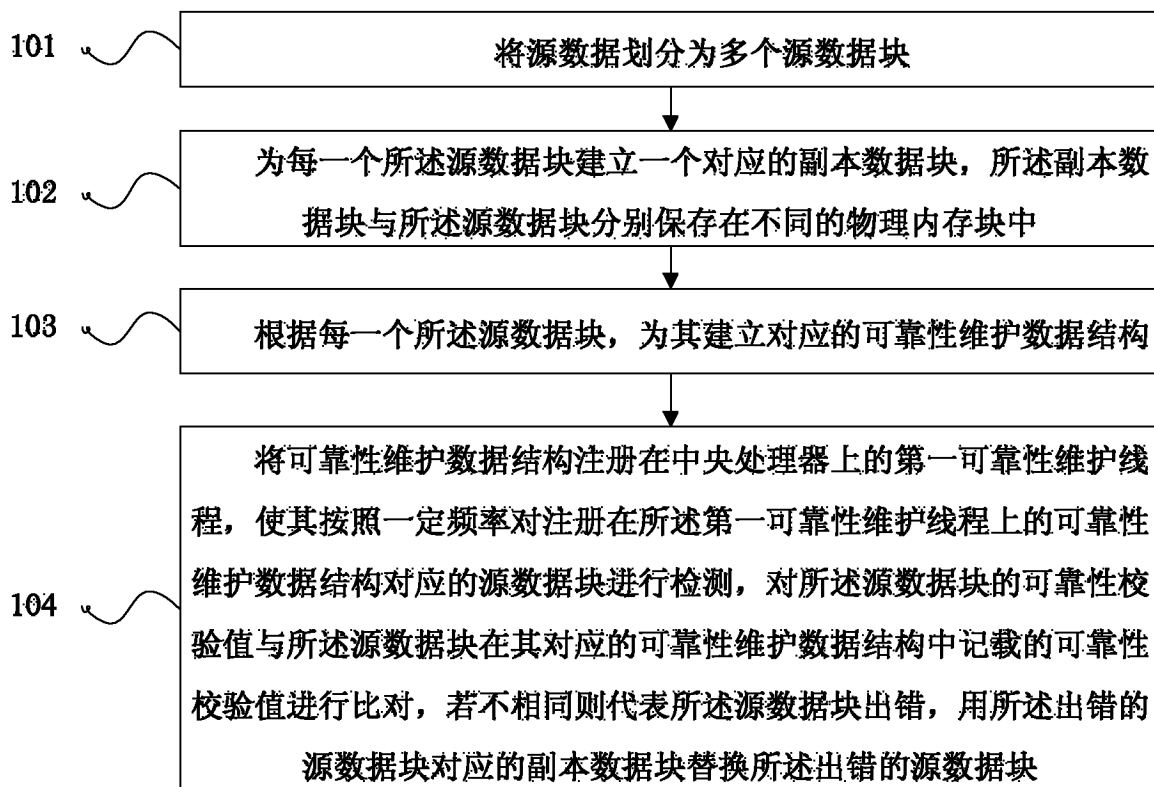 101
将源数据划分为多个源数据块
102
为每一个所述源数据块建立一个对应的副本数据块，所述副本数
据块与所述源数据块分别保存在不同的物理内存块中
103
根据每一个所述源数据块，为其建立对应的可靠性维护数据结构
104
将可靠性维护数据结构注册在中央处理器上的第一可靠性维护线
程，使其按照一定频率对注册在所述第一可靠性维护线程上的可靠性
维护数据结构对应的源数据块进行检测，对所述源数据块的可靠性校
验值与所述源数据块在其对应的可靠性维护数据结构中记载的可靠性
校验值进行比对，若不相同则代表所述源数据块出错，用所述出错的
源数据块对应的副本数据块替换所述出错的源数据块